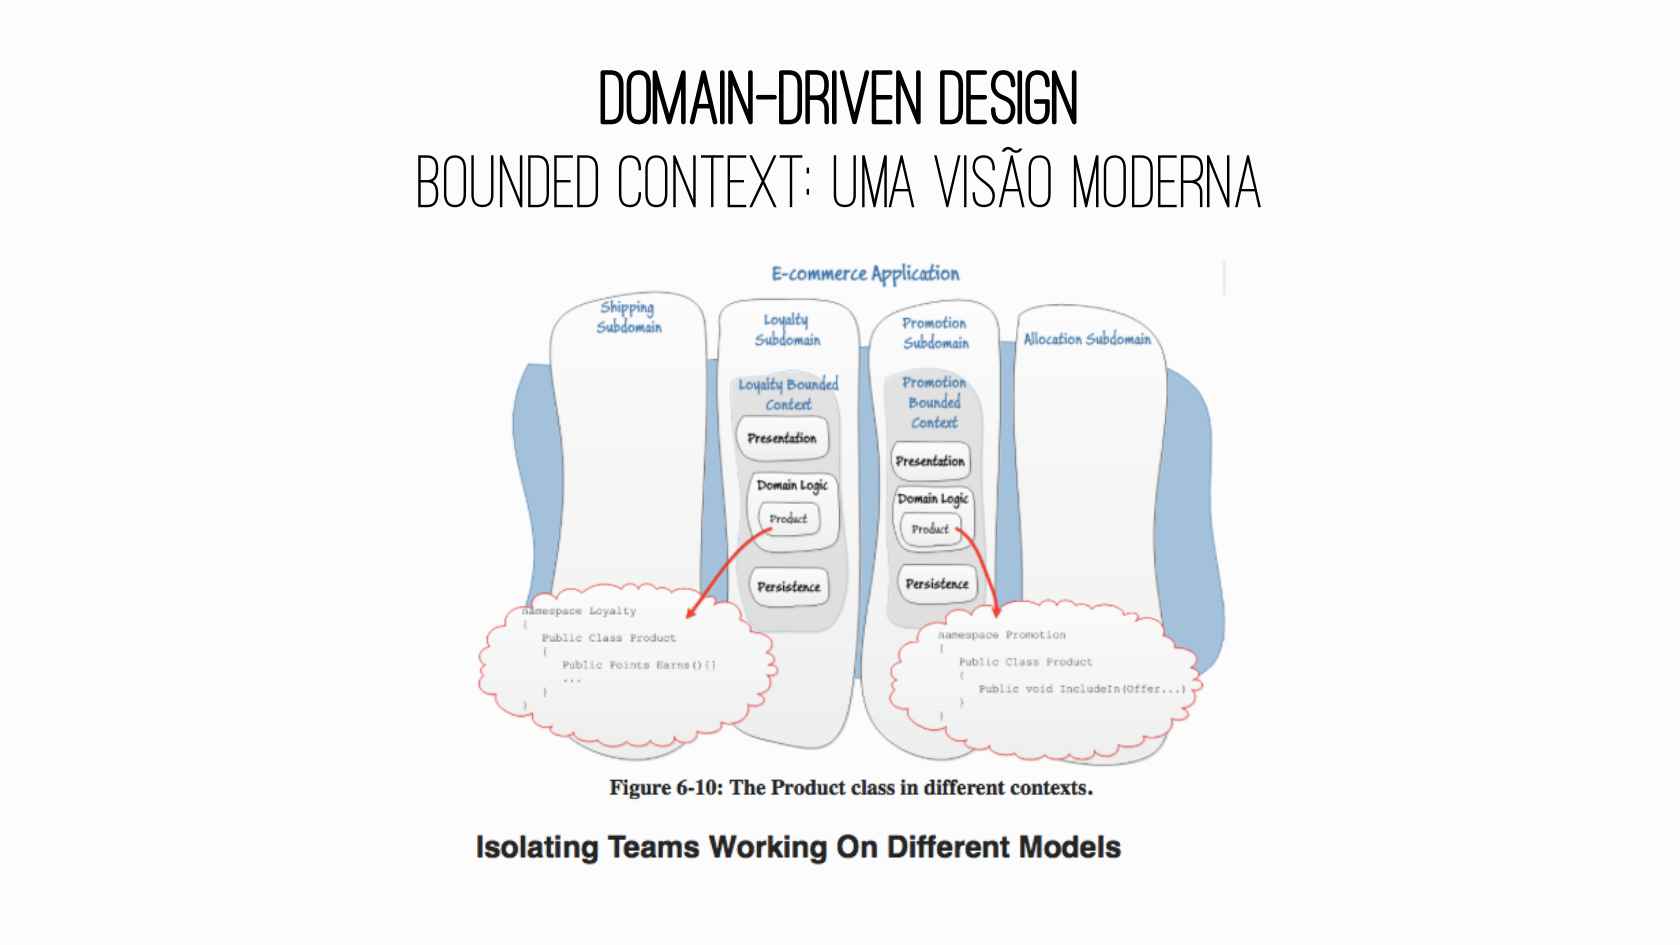 DOMAIN-DRIVEN DESIGN
BOUNDED CONTEXT: UMA VISÃO MODERNA
E-commerce Application
Shipping
Subdomain
Loyalty
Subdomain
Promotion
Subdomain
Allocation Subdomain
Loyalty Bounded
Context
Presentation
Domain Logic
Product
Persistence
Promotion
Bounded
Context
Presentation
Domain Logic
Product
Persistence
namespace Loyalty
{
Public Class Product
{
Public Points Earns(){}
...
}
}
namespace Promotion
{
Public Class Product
{
Public void IncludeIn(Offer...)
}
}
Figure 6-10: The Product class in different contexts.
Isolating Teams Working On Different Models